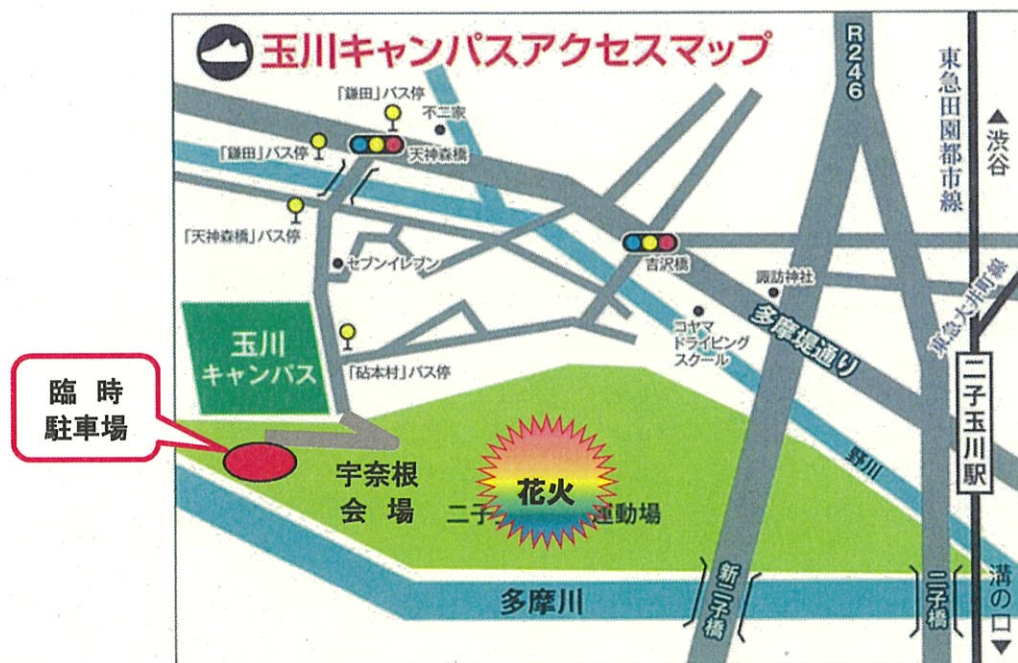 玉川キャンパスアクセスマップ
R246
東急田園都市線
▲渋谷
「鎌田」バス停
不二家
「鎌田」バス停
天神森橋
「天神森橋」バス停
セブンイレブン
吉沢橋
諏訪神社
東急大井町線
コヤマ
ドライビング
スクール
多摩堤通り
玉川
キャンパス
「砧本村」バス停
二子玉川駅
臨時
駐車場
野川
宇奈根
会場
花火
二子
運動場
多摩川
新二子橋
二子橋
溝の口▼